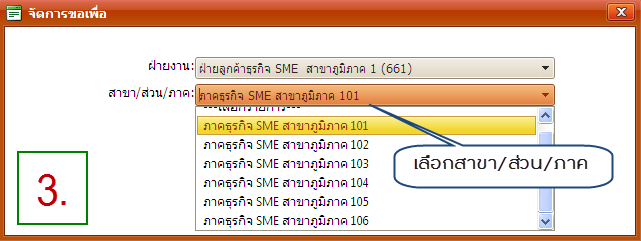 จัดการขอเพื่อ
ฝ่ายงาน: ฝ่ายลูกค้าธุรกิจ SME สาขาภูมิภาค 1 (661)
สาขา/ส่วน/ภาค: ภาคธุรกิจ SME สาขาภูมิภาค 101
---เลือกรายการ---
ภาคธุรกิจ SME สาขาภูมิภาค 101
ภาคธุรกิจ SME สาขาภูมิภาค 102
ภาคธุรกิจ SME สาขาภูมิภาค 103
ภาคธุรกิจ SME สาขาภูมิภาค 104
ภาคธุรกิจ SME สาขาภูมิภาค 105
ภาคธุรกิจ SME สาขาภูมิภาค 106
เลือกสาขา/ส่วน/ภาค
3.